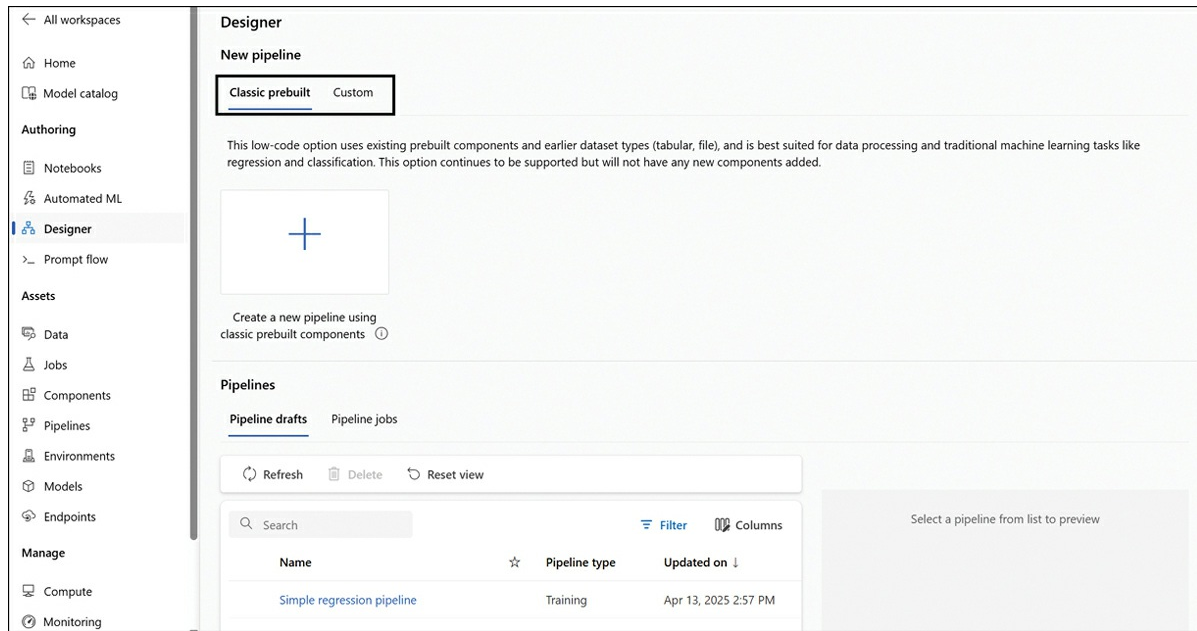 All workspaces
Home
Model catalog
Authoring
Notebooks
Automated ML
Designer
Prompt flow
Assets
Data
Jobs
Components
Pipelines
Environments
Models
Endpoints
Manage
Compute
Monitoring
Designer
New pipeline
Classic prebuilt Custom
This low-code option uses existing prebuilt components and earlier dataset types (tabular, file), and is best suited for data processing and traditional machine learning tasks like
regression and classification. This option continues to be supported but will not have any new components added.
Create a new pipeline using
classic prebuilt components
Pipelines
Pipeline drafts Pipeline jobs
Refresh Delete Reset view
Search Filter Columns
Name Pipeline type Updated on ↓
Simple regression pipeline Training Apr 13, 2025 2:57 PM
Select a pipeline from list to preview